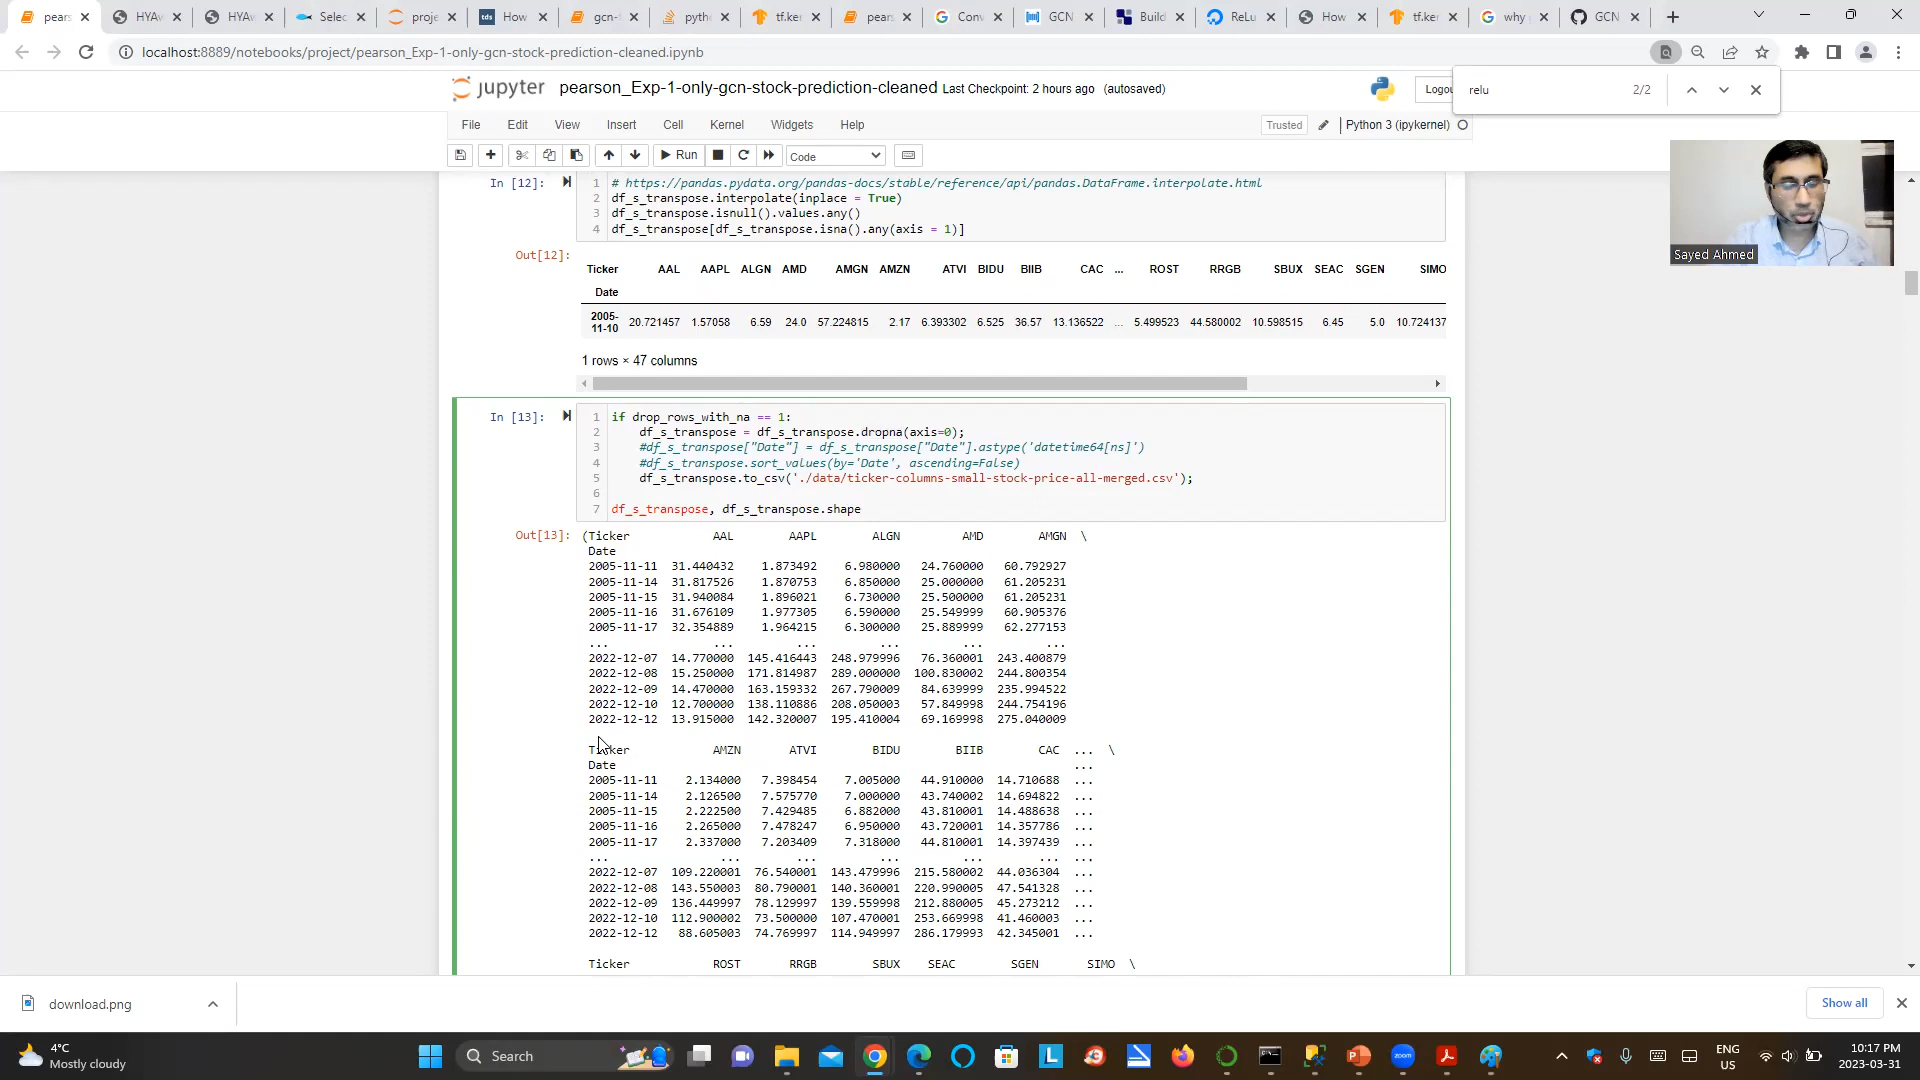 pears
HYAv
HYAv
Selec
proje
How
gcn-
pyth
tf.ker
pears
Conv
GCN
Build
ReLu
How
tf.ker
why
GCN
localhost:8889/notebooks/project/pearson_Exp-1-only-gcn-stock-prediction-cleaned.ipynb
relu 2/2
jupyter pearson_Exp-1-only-gcn-stock-prediction-cleaned Last Checkpoint: 2 hours ago (autosaved) Logou
File Edit View Insert Cell Kernel Widgets Help Trusted Python 3 (ipykernel)
Run Code
Sayed Ahmed
In [12]:
1 # https://pandas.pydata.org/pandas-docs/stable/reference/api/pandas.DataFrame.interpolate.html
2 df_s_transpose.interpolate(inplace = True)
3 df_s_transpose.isnull().values.any()
4 df_s_transpose[df_s_transpose.isna().any(axis = 1)]
Out[12]:
Ticker AAL AAPL ALGN AMD AMGN AMZN ATVI BIDU BIIB CAC ... ROST RRGB SBUX SEAC SGEN SIMO
Date
2005-11-10 20.721457 1.57058 6.59 24.0 57.224815 2.17 6.393302 6.525 36.57 13.136522 ... 5.499523 44.580002 10.598515 6.45 5.0 10.724137
1 rows × 47 columns
In [13]:
1 if drop_rows_with_na == 1:
2 df_s_transpose = df_s_transpose.dropna(axis=0);
3 #df_s_transpose["Date"] = df_s_transpose["Date"].astype('datetime64[ns]')
4 #df_s_transpose.sort_values(by='Date', ascending=False)
5 df_s_transpose.to_csv('./data/ticker-columns-small-stock-price-all-merged.csv');
6
7 df_s_transpose, df_s_transpose.shape
Out[13]:
(Ticker AAL AAPL ALGN AMD AMGN \
Date
2005-11-11 31.440432 1.873492 6.980000 24.760000 60.792927
2005-11-14 31.817526 1.870753 6.850000 25.000000 61.205231
2005-11-15 31.940084 1.896021 6.730000 25.500000 61.205231
2005-11-16 31.676109 1.977305 6.590000 25.549999 60.905376
2005-11-17 32.354889 1.964215 6.300000 25.889999 62.277153
... ... ... ... ... ...
2022-12-07 14.770000 145.416443 248.979996 76.360001 243.400879
2022-12-08 15.250000 171.814987 289.000000 100.830002 244.800354
2022-12-09 14.470000 163.159332 267.790009 84.639999 235.994522
2022-12-10 12.700000 138.110886 208.050003 57.849998 244.754196
2022-12-12 13.915000 142.320007 195.410004 69.169998 275.040009
Ticker AMZN ATVI BIDU BIIB CAC ... \
Date ...
2005-11-11 2.134000 7.398454 7.005000 44.910000 14.710688 ...
2005-11-14 2.126500 7.575770 7.000000 43.740002 14.694822 ...
2005-11-15 2.222500 7.429485 6.882000 43.810001 14.488638 ...
2005-11-16 2.265000 7.478247 6.950000 43.720001 14.357786 ...
2005-11-17 2.337000 7.203409 7.318000 44.810001 14.397439 ...
... ... ... ... ... ... ...
2022-12-07 109.220001 76.540001 143.479996 215.580002 44.036304 ...
2022-12-08 143.550003 80.790001 140.360001 220.990005 47.541328 ...
2022-12-09 136.449997 78.129997 139.559998 212.880005 45.273212 ...
2022-12-10 112.900002 73.500000 107.470001 253.669998 41.460003 ...
2022-12-12 88.605003 74.769997 114.949997 286.179993 42.345001 ...
Ticker ROST RRGB SBUX SEAC SGEN SIMO \
download.png
Show all
4°C
Mostly cloudy
Search
zoom
ENG
US
10:17 PM
2023-03-31